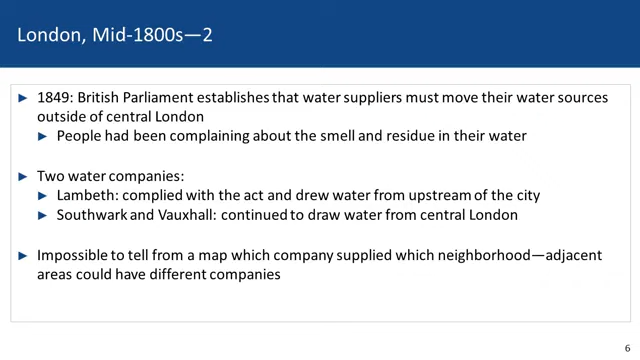 London, Mid-1800s—2
► 1849: British Parliament establishes that water suppliers must move their water sources
outside of central London
► People had been complaining about the smell and residue in their water
► Two water companies:
► Lambeth: complied with the act and drew water from upstream of the city
► Southwark and Vauxhall: continued to draw water from central London
► Impossible to tell from a map which company supplied which neighborhood—adjacent
areas could have different companies
6